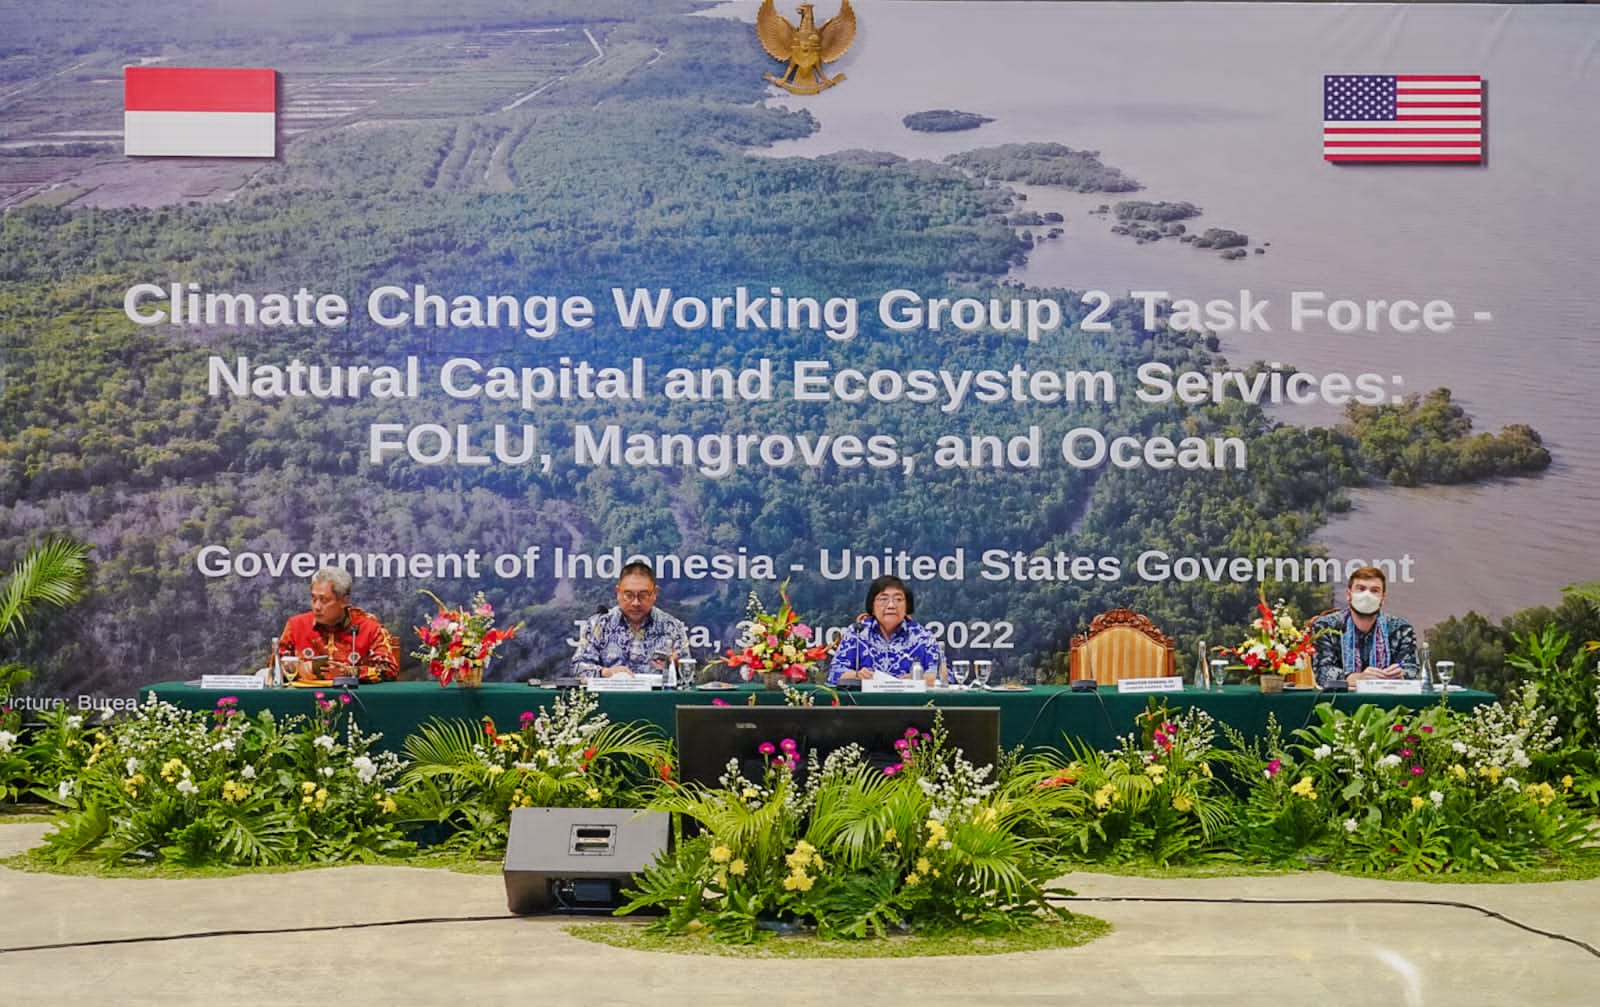 Climate Change Working Group 2 Task Force -
Natural Capital and Ecosystem Services:
FOLU, Mangroves, and Ocean
Government of Indonesia - United States Government
2022
Picture: Burea